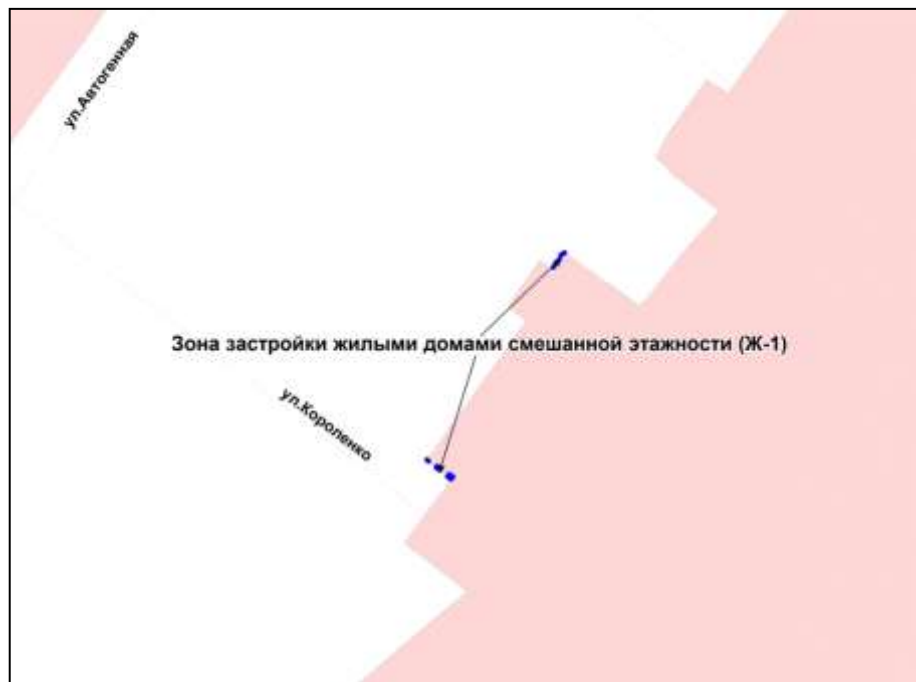 ул.Автогенная
Зона застройки жилыми домами смешанной этажности (Ж-1)
ул.Короленко